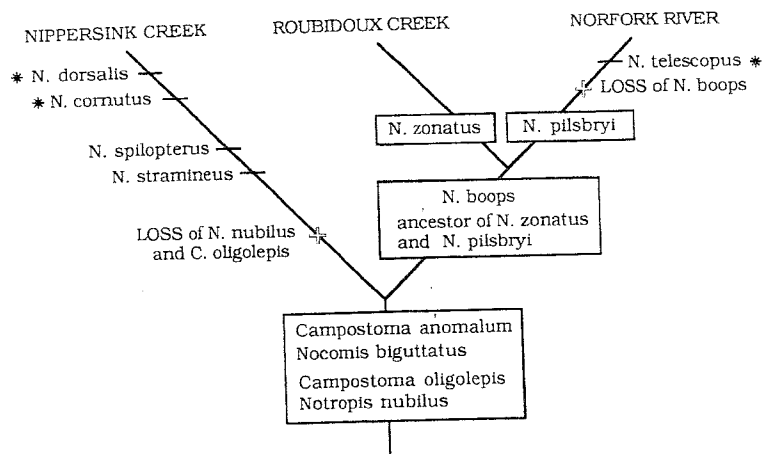 NIPPERSINK CREEK
ROUBIDOUX CREEK
NORFORK RIVER
* N. dorsalis
* N. cornutus
N. spilopterus
N. stramineus
LOSS of N. nubilus
and C. oligolepis
N. telescopus *
LOSS of N. boops
N. zonatus
N. pilsbryi
N. boops
ancestor of N. zonatus
and N. pilsbryi
Campostoma anomalum
Nocomis biguttatus
Campostoma oligolepis
Notropis nubilus